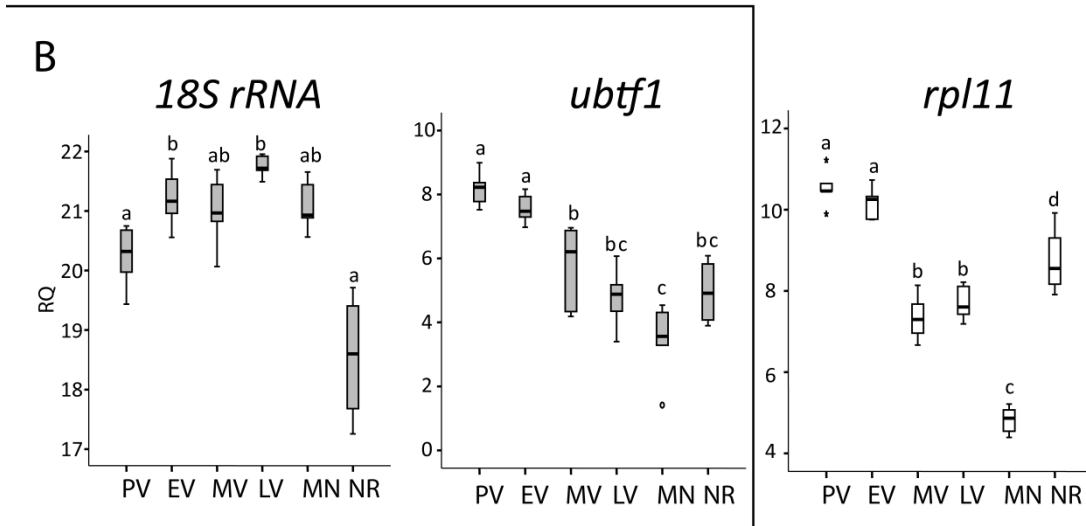 B
18S rRNA
ubtf1
rpl11
RQ
22
21
20
19
18
17
a
b
ab
b
ab
a
PV EV MV LV MN NR
10
8
6
4
2
0
a
a
b
bc
c
bc
PV EV MV LV MN NR
12
10
8
6
4
a
a
b
b
c
d
PV EV MV LV MN NR